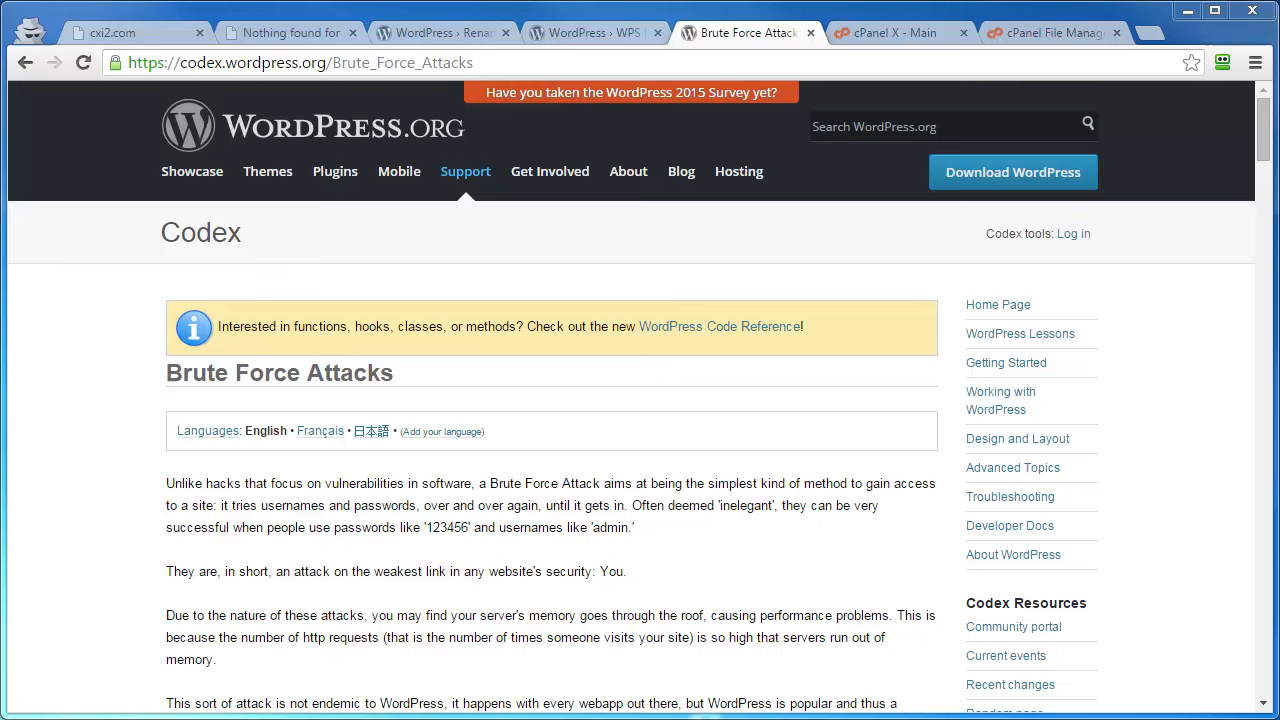 cxi2.com
Nothing found for
WordPress › Renar
WordPress › WPS
Brute Force Attack
cPanel X - Main
cPanel File Manag
https://codex.wordpress.org/Brute_Force_Attacks
Have you taken the WordPress 2015 Survey yet?
WORDPRESS.ORG
Search WordPress.org
Showcase Themes Plugins Mobile Support Get Involved About Blog Hosting
Download WordPress
Codex
Codex tools: Log in
Interested in functions, hooks, classes, or methods? Check out the new WordPress Code Reference!
Brute Force Attacks
Languages: English • Français • 日本語 • (Add your language)
Unlike hacks that focus on vulnerabilities in software, a Brute Force Attack aims at being the simplest kind of method to gain access
to a site: it tries usernames and passwords, over and over again, until it gets in. Often deemed 'inelegant', they can be very
successful when people use passwords like '123456' and usernames like 'admin.'
They are, in short, an attack on the weakest link in any website's security: You.
Due to the nature of these attacks, you may find your server's memory goes through the roof, causing performance problems. This is
because the number of http requests (that is the number of times someone visits your site) is so high that servers run out of
memory.
This sort of attack is not endemic to WordPress, it happens with every webapp out there, but WordPress is popular and thus a
Home Page
WordPress Lessons
Getting Started
Working with
WordPress
Design and Layout
Advanced Topics
Troubleshooting
Developer Docs
About WordPress
Codex Resources
Community portal
Current events
Recent changes
Random page